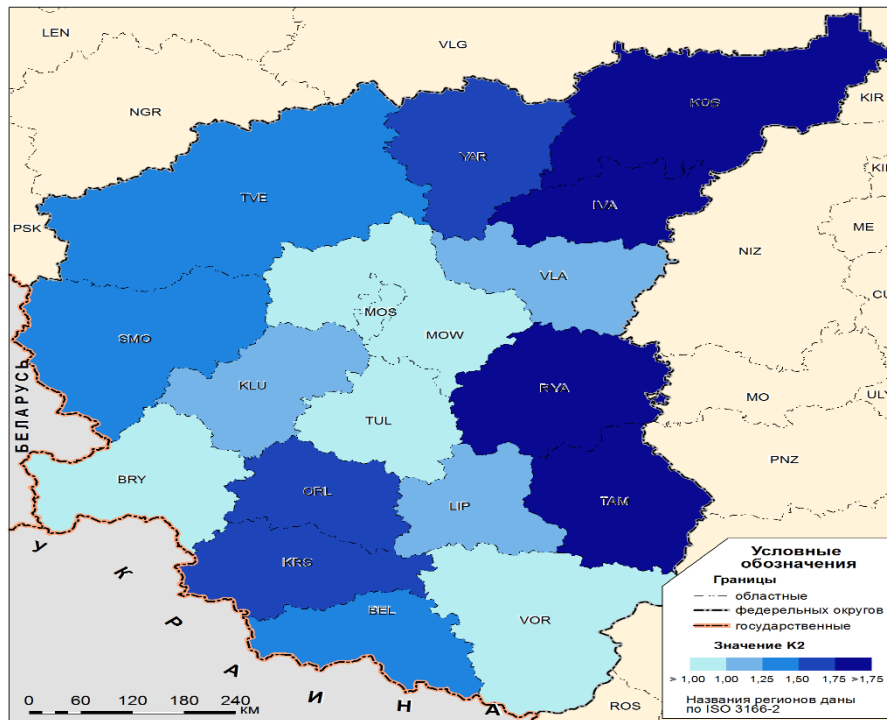 LEN
VLG
NGR
KOS
KIR
YAR
KIR
TVE
IVA
PSK
ME
NIZ
VLA
CU
MOS
MOW
SMO
KLU
RYA
MO
ULY
TUL
БЕЛАРУСЬ
PNZ
BRY
ORL
LIP
TAM
KRS
BEL
VOR
ROS
УКРАИНА
0 60 120 180 240
КМ
Условные
обозначения
Границы
областные
федерельных округов
государственные
Значение К2
> 1,00 1,00 1,25 1,50 1,75 >1,75
Названия регионов даны
по ISO 3166-2